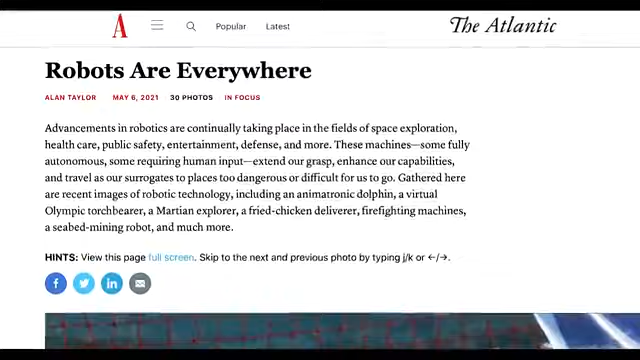 A Popular Latest The Atlantic
Robots Are Everywhere
ALAN TAYLOR MAY 6, 2021 30 PHOTOS IN FOCUS
Advancements in robotics are continually taking place in the fields of space exploration,
health care, public safety, entertainment, defense, and more. These machines—some fully
autonomous, some requiring human input—extend our grasp, enhance our capabilities,
and travel as our surrogates to places too dangerous or difficult for us to go. Gathered here
are recent images of robotic technology, including an animatronic dolphin, a virtual
Olympic torchbearer, a Martian explorer, a fried-chicken deliverer, firefighting machines,
a seabed-mining robot, and much more.
HINTS: View this page full screen. Skip to the next and previous photo by typing j/k or ←/→.